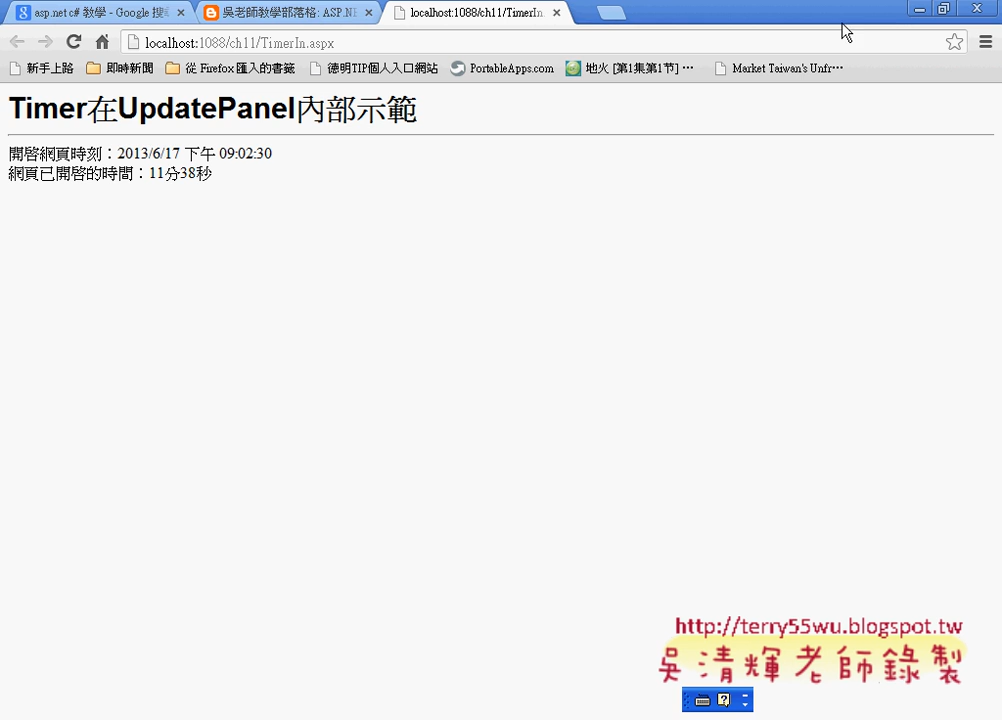 asp.net c# 教學 - Google 搜
吳老師教學部落格: ASP.NE
localhost:1088/ch11/TimerIn.
localhost:1088/ch11/TimerIn.aspx
新手上路 即時新聞 從 Firefox 匯入的書籤 德明TIP個人入口網站 PortableApps.com 地火 [第1集第1节] ··· Market Taiwan's Unfr···
Timer在UpdatePanel內部示範
開啓網頁時刻：2013/6/17 下午 09:02:30
網頁已開啓的時間：11分38秒
http://terry55wu.blogspot.tw
吳清輝老師錄製